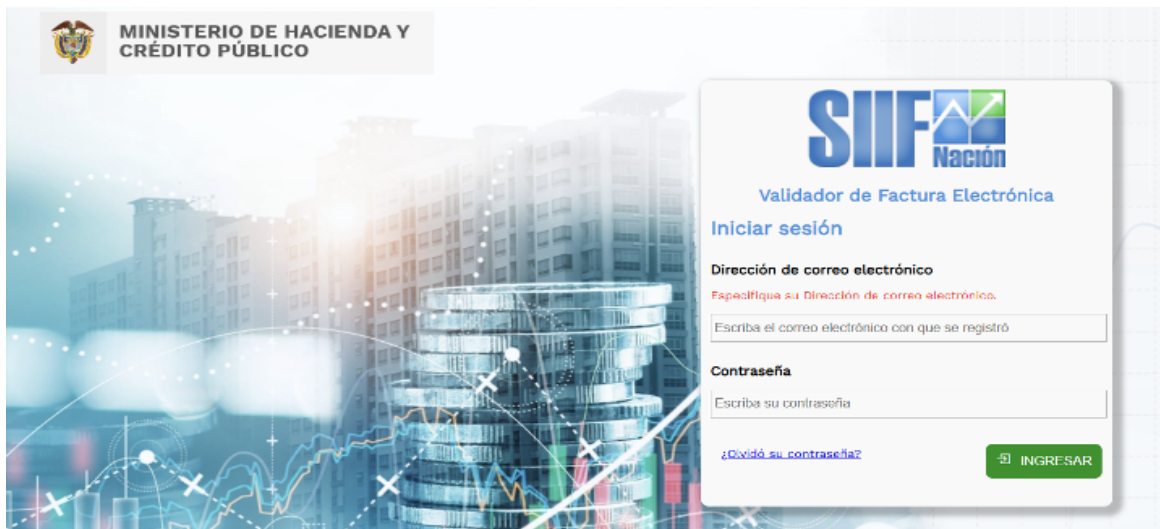 MINISTERIO DE HACIENDA Y
CRÉDITO PÚBLICO
SIIF
Nación
Validador de Factura Electrónica
Iniciar sesión
Dirección de correo electrónico
Especifique su Dirección de correo electrónico.
Escriba el correo electrónico con que se registró
Contraseña
Escriba su contraseña
¿Olvidó su contraseña?
INGRESAR